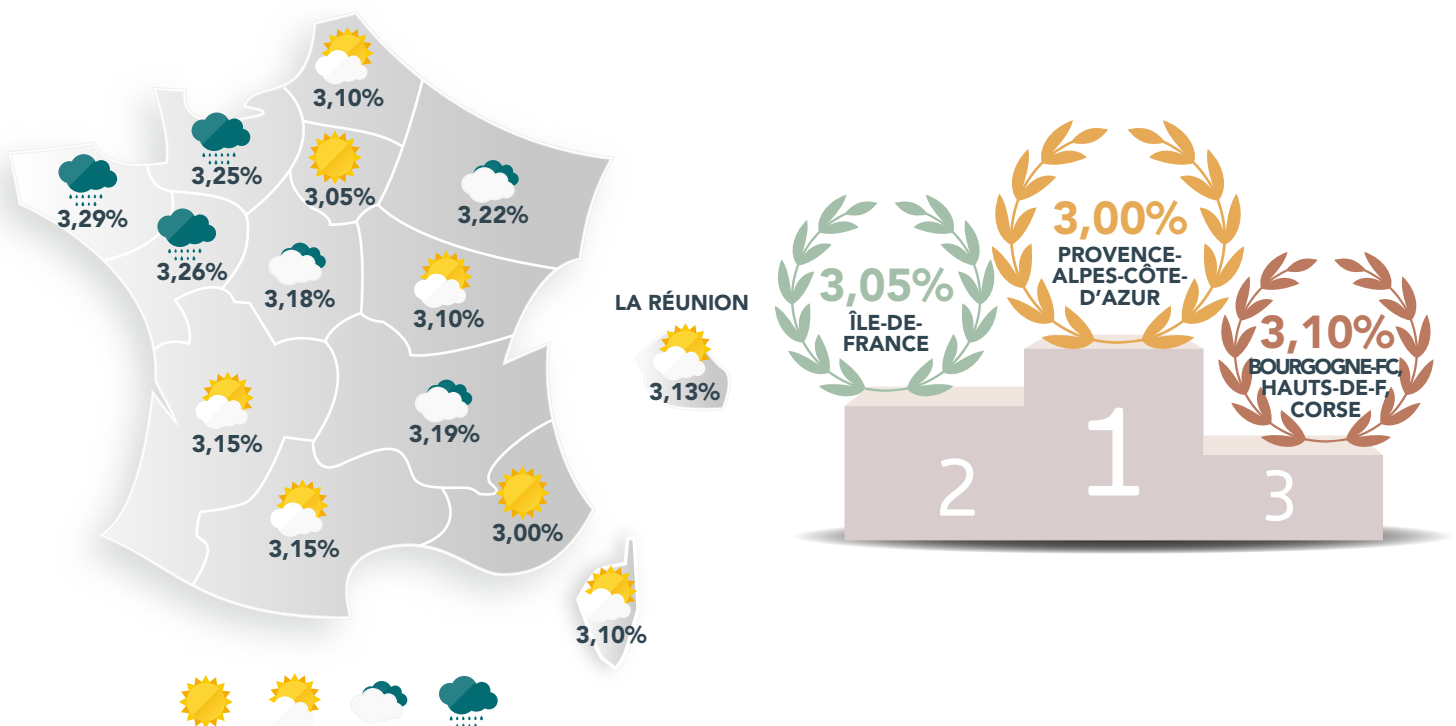 3,10%
3,25%
3,05%
3,29%
3,22%
3,26%
3,18%
3,10%
LA RÉUNION
3,13%
3,15%
3,19%
3,15%
3,00%
3,10%
3,05%
ÎLE-DE-
FRANCE
3,00%
PROVENCE-
ALPES-CÔTE-
D'AZUR
3,10%
BOURGOGNE-FC,
HAUTS-DE-F,
CORSE
2
1
3